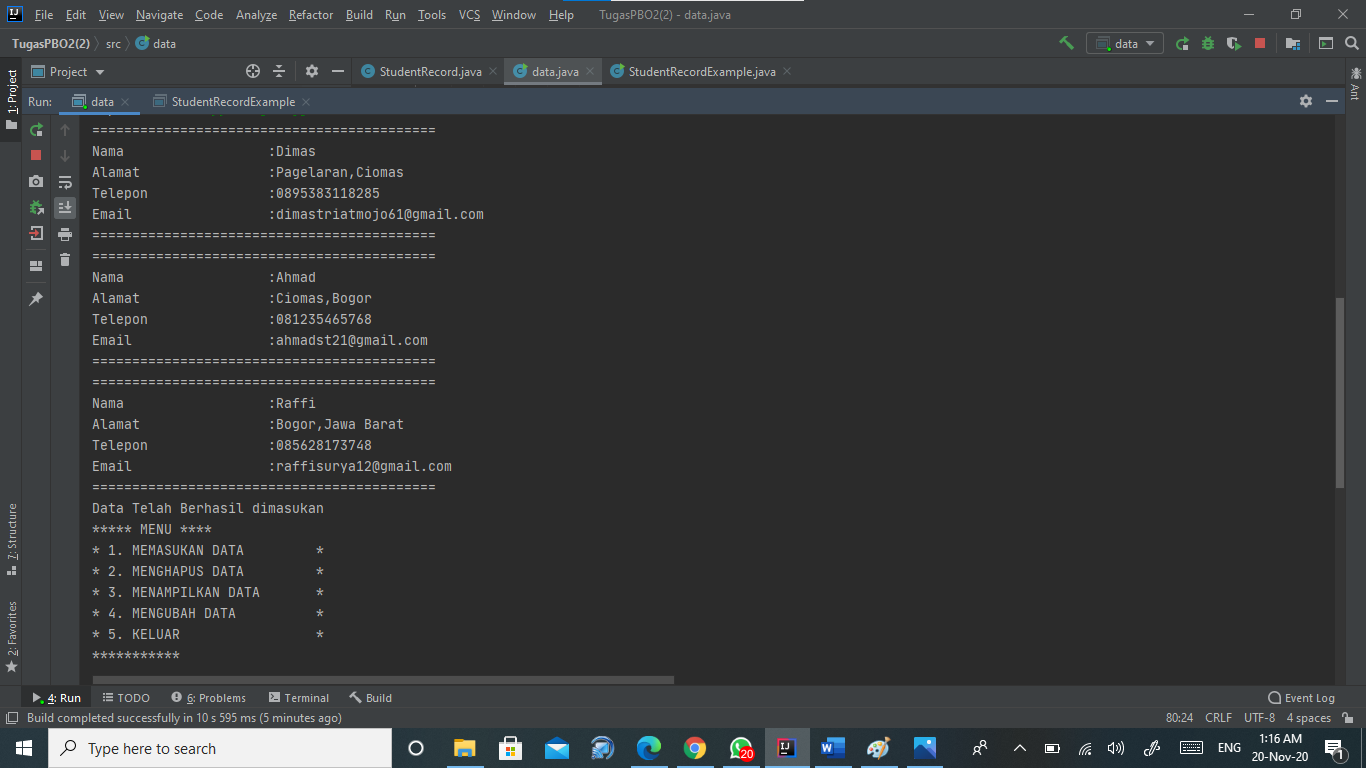 File Edit View Navigate Code Analyze Refactor Build Run Tools VCS Window Help TugasPBO2(2) - data.java
TugasPBO2(2) src data data
Project StudentRecord.java data.java StudentRecordExample.java
1: Project
Ant
Run: data StudentRecordExample
===========================================
Nama :Dimas
Alamat :Pagelaran,Ciomas
Telepon :0895383118285
Email :dimastriatmojo61@gmail.com
===========================================
===========================================
Nama :Ahmad
Alamat :Ciomas,Bogor
Telepon :081235465768
Email :ahmadst21@gmail.com
===========================================
===========================================
Nama :Raffi
Alamat :Bogor,Jawa Barat
Telepon :085628173748
Email :raffisurya12@gmail.com
===========================================
Data Telah Berhasil dimasukan
***** MENU ****
* 1. MEMASUKAN DATA *
* 2. MENGHAPUS DATA *
* 3. MENAMPILKAN DATA *
* 4. MENGUBAH DATA *
* 5. KELUAR *
***********
7: Structure
2: Favorites
4: Run TODO 6: Problems Terminal Build Event Log
Build completed successfully in 10 s 595 ms (5 minutes ago) 80:24 CRLF UTF-8 4 spaces
Type here to search 20 ENG 1:16 AM
20-Nov-20 1